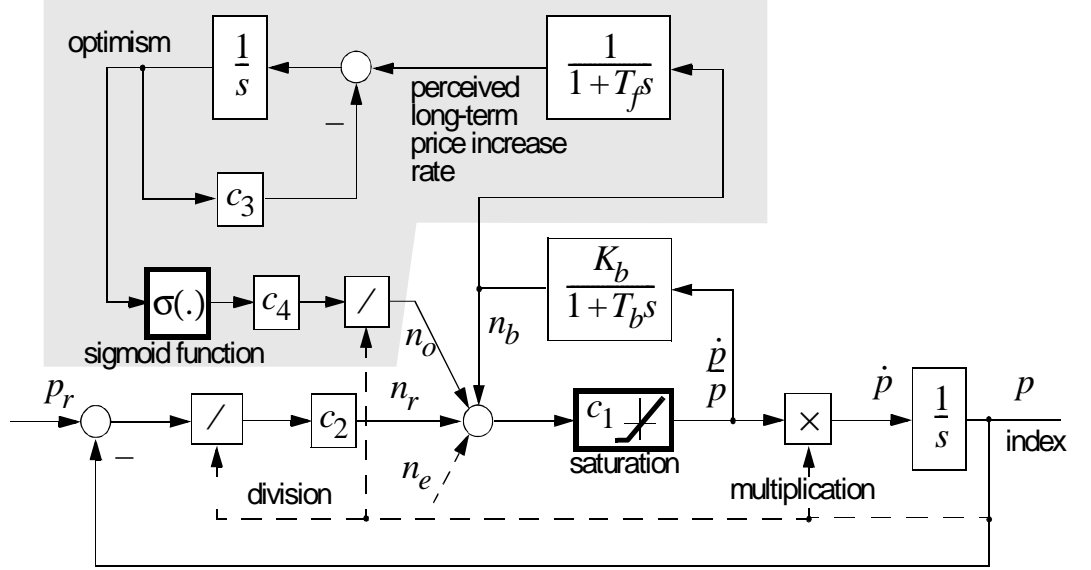 optimism
1
s
1
1+T_f s
perceived
long-term
price increase
rate
−
c_3
K_b
1+T_b s
σ(.)
c_4
/
n_o
n_b
sigmoid function
ṗ
p
p_r
−
/
c_2
n_r
c_1
×
ṗ
1
s
p
index
saturation
n_e
division
multiplication